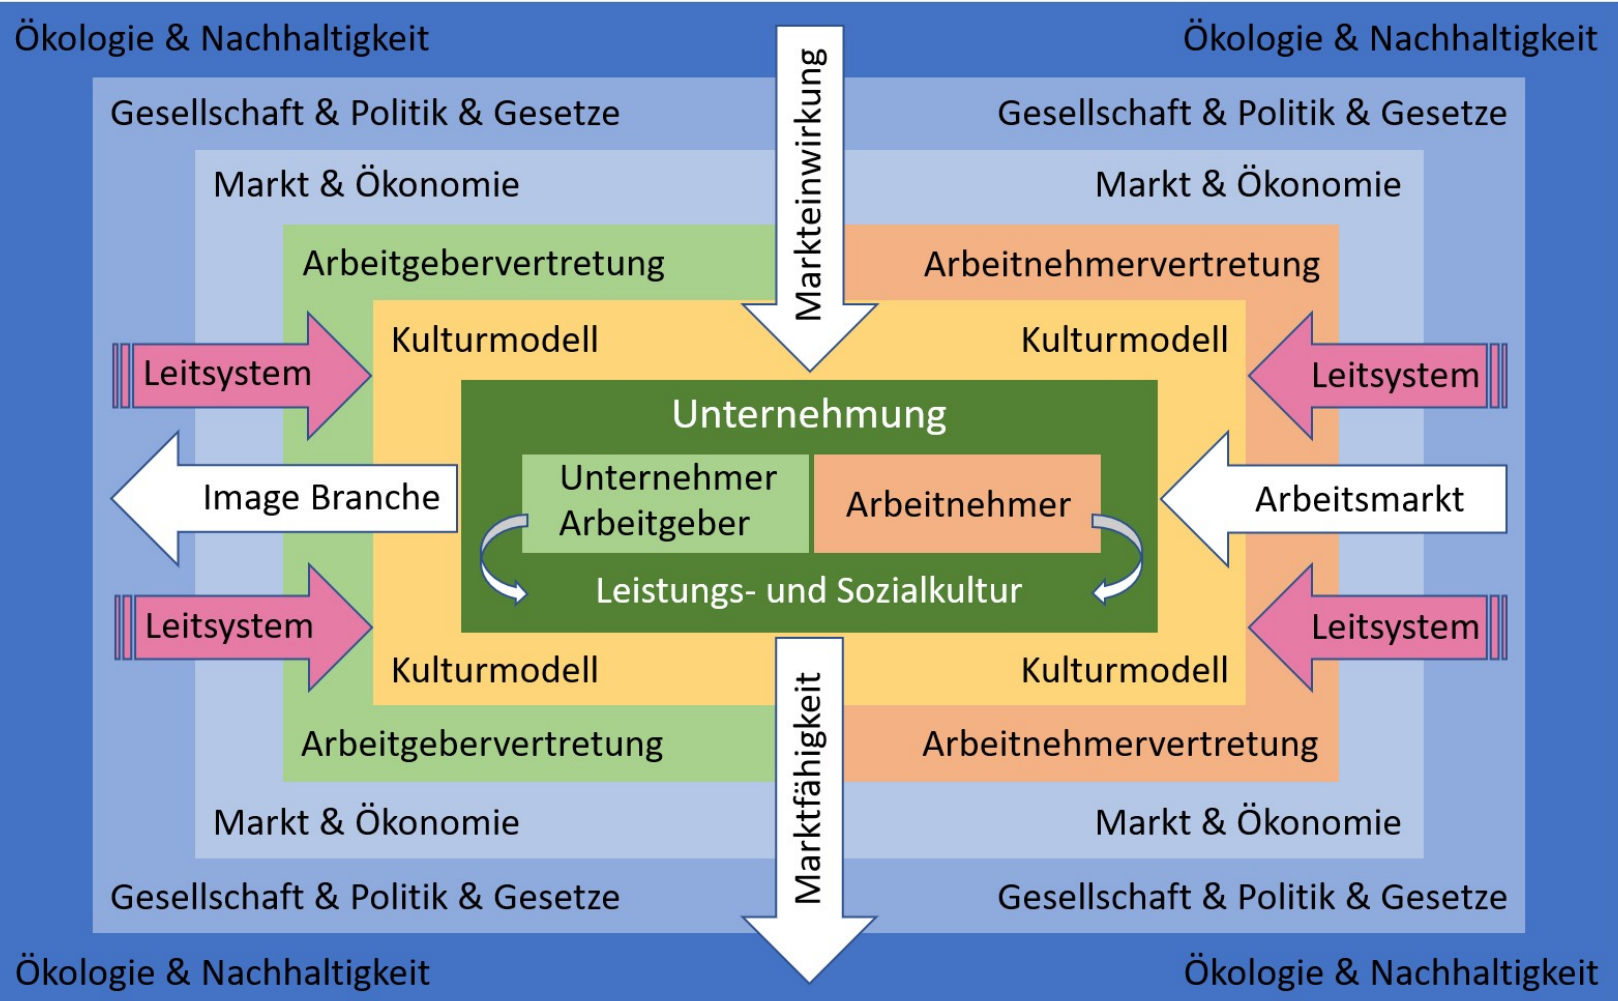 Ökologie & Nachhaltigkeit
Ökologie & Nachhaltigkeit
Gesellschaft & Politik & Gesetze
Gesellschaft & Politik & Gesetze
Markt & Ökonomie
Markt & Ökonomie
Markteinwirkung
Arbeitgebervertretung
Arbeitnehmervertretung
Kulturmodell
Kulturmodell
Leitsystem
Leitsystem
Unternehmung
Unternehmer
Arbeitgeber
Arbeitnehmer
Image Branche
Arbeitsmarkt
Leistungs- und Sozialkultur
Leitsystem
Leitsystem
Kulturmodell
Kulturmodell
Marktfähigkeit
Arbeitgebervertretung
Arbeitnehmervertretung
Markt & Ökonomie
Markt & Ökonomie
Gesellschaft & Politik & Gesetze
Gesellschaft & Politik & Gesetze
Ökologie & Nachhaltigkeit
Ökologie & Nachhaltigkeit